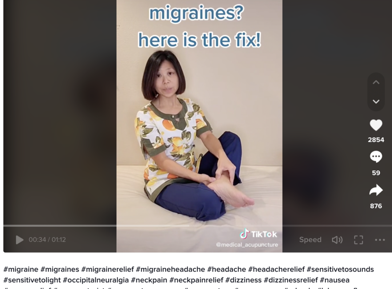 migraines?
here is the fix!
2854
59
876
TikTok
@medical_acupuncture
00:34 / 01:12
Speed
#migraine #migraines #migrainerelief #migraineheadache #headache #headacherelief #sensitivetosounds
#sensitivetolight #occipitalneuralgia #neckpain #neckpainrelief #dizziness #dizzinessrelief #nausea